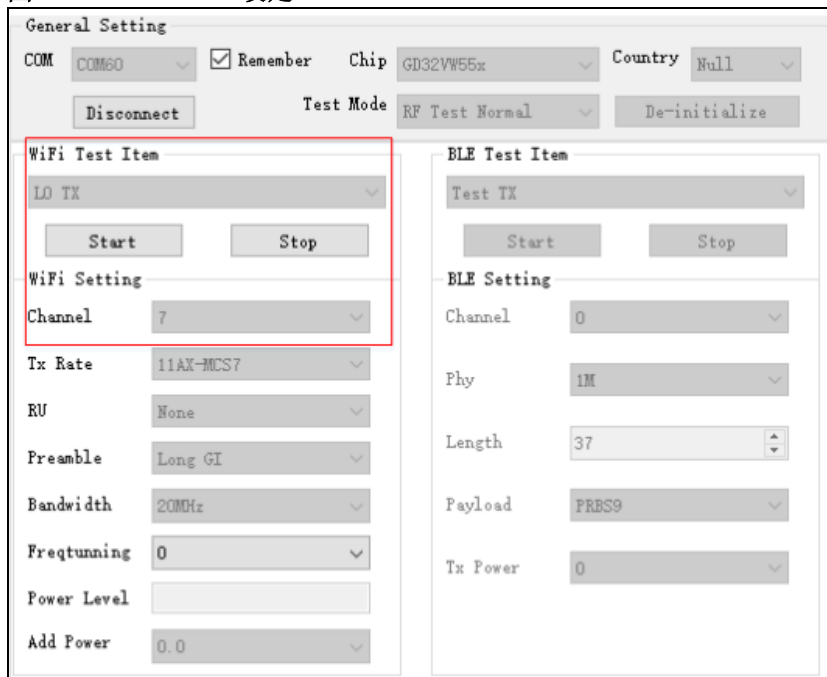 General Setting
COM COM60 Remember Chip GD32VW55x Country Null
Disconnect Test Mode RF Test Normal De-initialize
WiFi Test Item
LO TX
Start Stop
WiFi Setting
Channel 7
Tx Rate 11AX-MCS7
RU None
Preamble Long GI
Bandwidth 20MHz
Freqtunning 0
Power Level
Add Power 0.0
BLE Test Item
Test TX
Start Stop
BLE Setting
Channel 0
Phy 1M
Length 37
Payload PRBS9
Tx Power 0